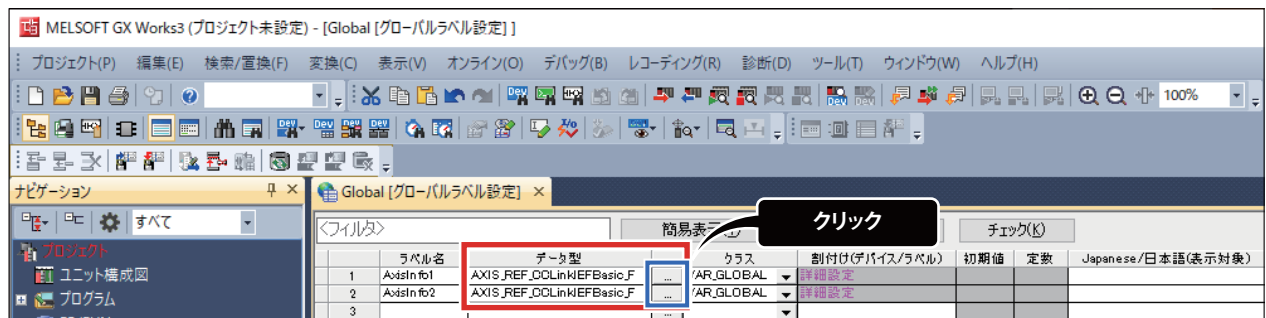 MELSOFT GX Works3 (プロジェクト未設定) - [Global [グローバルラベル設定] ]
プロジェクト(P) 編集(E) 検索/置換(F) 変換(C) 表示(V) オンライン(O) デバッグ(B) レコーディング(R) 診断(D) ツール(T) ウィンドウ(W) ヘルプ(H)
100%
ナビゲーション
Global [グローバルラベル設定]
すべて
<フィルタ>
簡易表示
クリック
チェック(K)
プロジェクト
ラベル名 データ型 クラス 割付け(デバイス/ラベル) 初期値 定数 Japanese/日本語(表示対象)
ユニット構成図
1 AxisInfo1 AXIS_REF_CCLinkIEFBasic_F ... VAR_GLOBAL 詳細設定
プログラム
2 AxisInfo2 AXIS_REF_CCLinkIEFBasic_F ... VAR_GLOBAL 詳細設定
3 ...